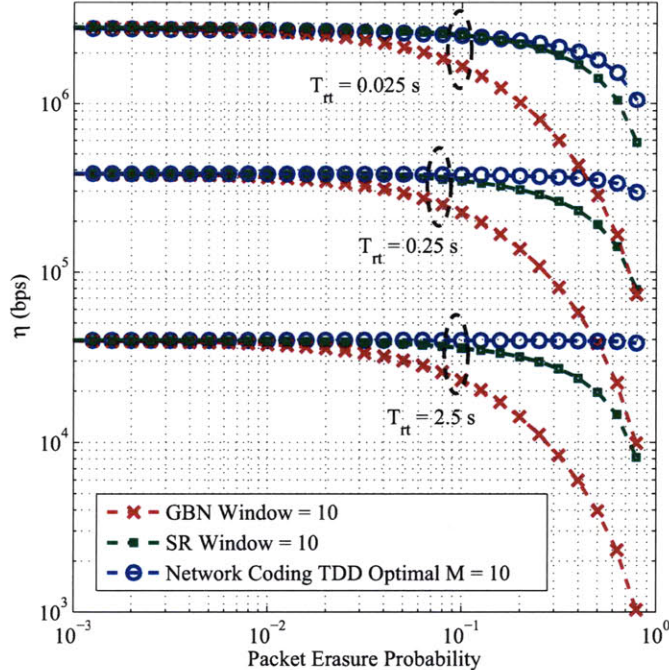 η (bps)
10^6
10^5
10^4
10^3
T_rt = 0.025 s
T_rt = 0.25 s
T_rt = 2.5 s
GBN Window = 10
SR Window = 10
Network Coding TDD Optimal M = 10
10^-3
10^-2
10^-1
10^0
Packet Erasure Probability